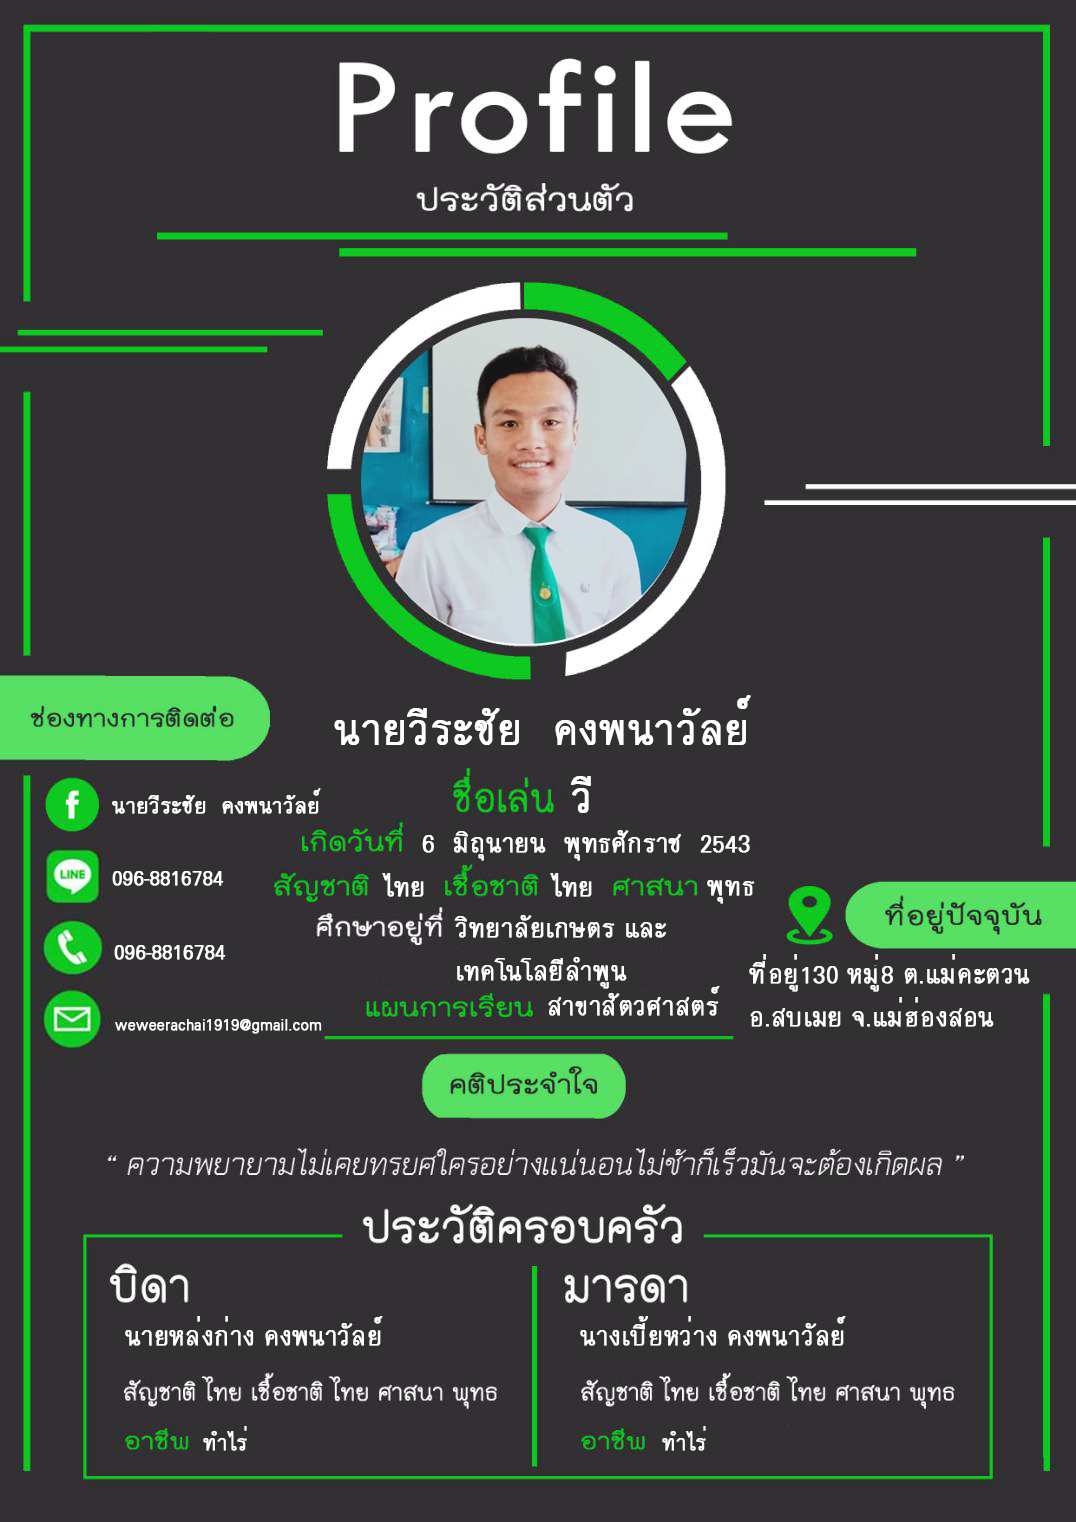 Profile
ประวัติส่วนตัว
ช่องทางการติดต่อ
นายวีระชัย คงพนาวัลย์
LINE
096-8816784
096-8816784
weweerachai1919@gmail.com
นายวีระชัย คงพนาวัลย์
ชื่อเล่น วี
เกิดวันที่ 6 มิถุนายน พุทธศักราช 2543
สัญชาติ ไทย เชื้อชาติ ไทย ศาสนา พุทธ
ศึกษาอยู่ที่ วิทยาลัยเกษตร และ
เทคโนโลยีลำพูน
แผนการเรียน สาขาสัตวศาสตร์
ที่อยู่ปัจจุบัน
ที่อยู่130 หมู่8 ต.แม่คะตวน
อ.สบเมย จ.แม่ฮ่องสอน
คติประจำใจ
“ ความพยายามไม่เคยทรยศใครอย่างแน่นอนไม่ช้าก็เร็วมันจะต้องเกิดผล ”
ประวัติครอบครัว
บิดา
นายหล่งก่าง คงพนาวัลย์
สัญชาติ ไทย เชื้อชาติ ไทย ศาสนา พุทธ
อาชีพ ทำไร่
มารดา
นางเบี้ยหว่าง คงพนาวัลย์
สัญชาติ ไทย เชื้อชาติ ไทย ศาสนา พุทธ
อาชีพ ทำไร่